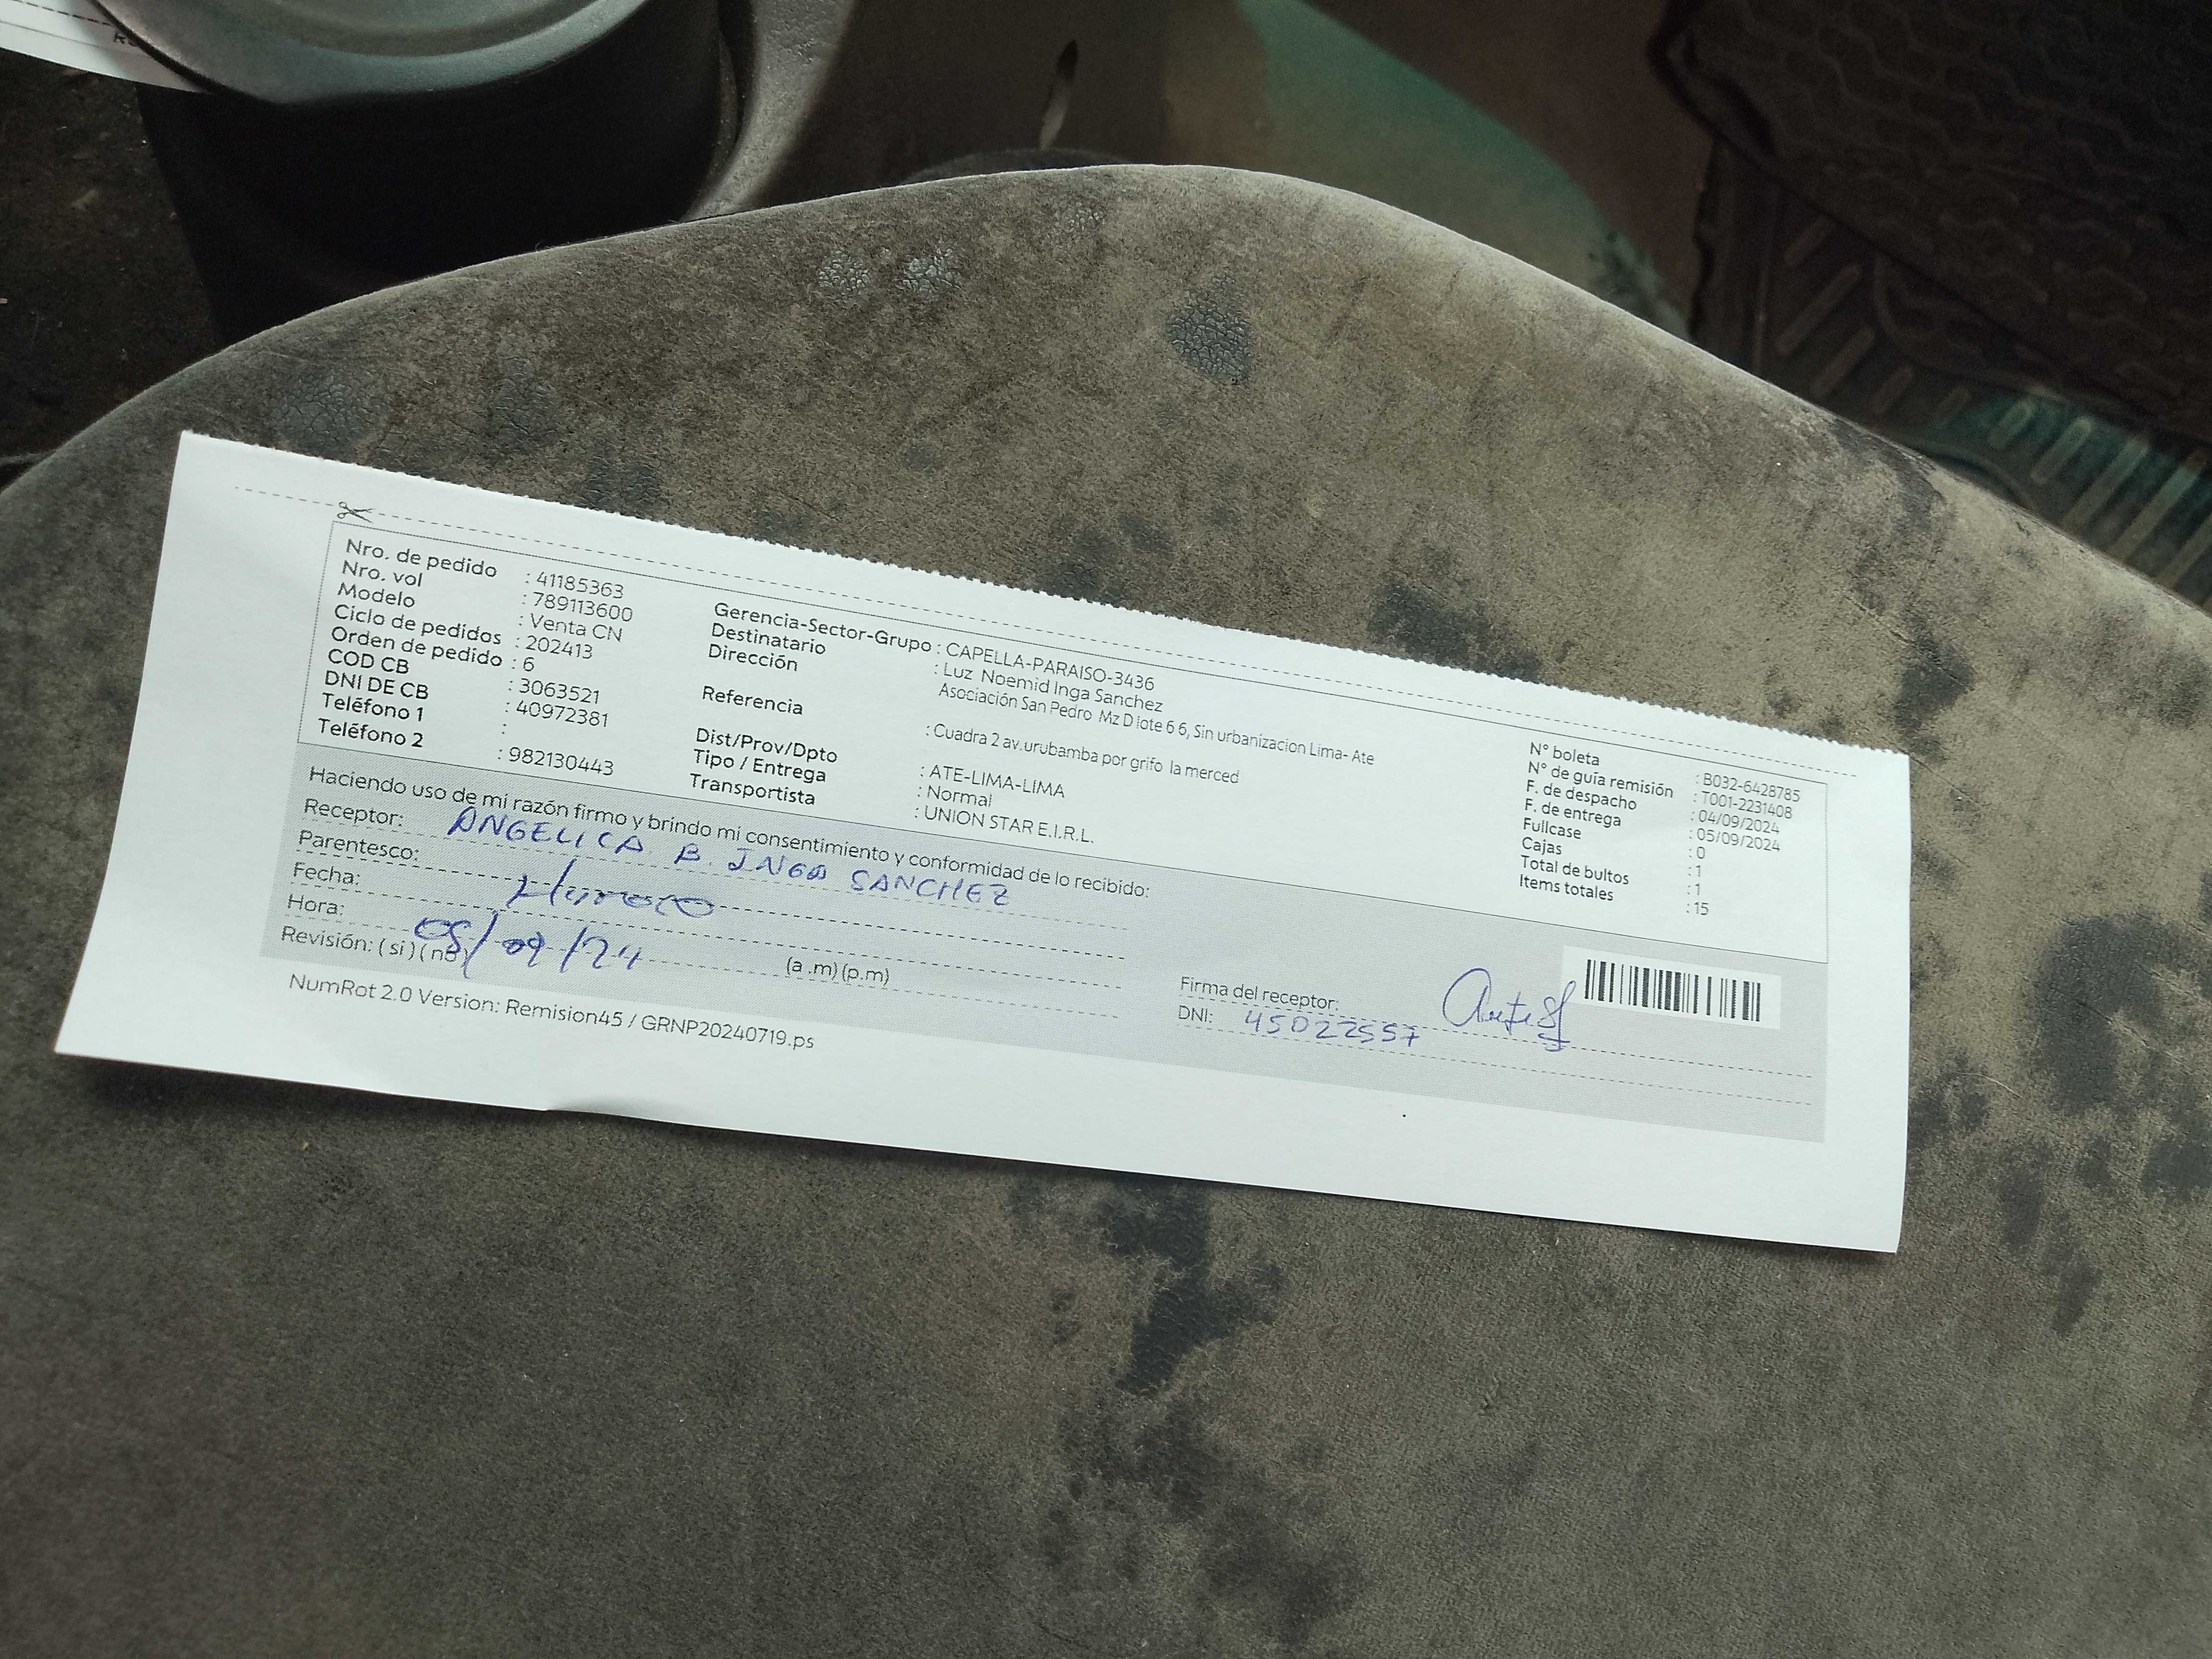 Nro. de pedido : 41185363
Nro. vol : 789113600
Modelo : Venta CN
Ciclo de pedidos : 202413
Orden de pedido : 6
COD CB : 3063521
DNI DE CB : 40972381
Teléfono 1 :
Teléfono 2 : 982130443
Gerencia-Sector-Grupo : CAPELLA-PARAISO-3436
Destinatario : Luz Noemid Inga Sanchez
Dirección Asociación San Pedro Mz D lote 6 6, Sin urbanizacion Lima- Ate
Referencia : Cuadra 2 av.urubamba por grifo la merced
Dist/Prov/Dpto : ATE-LIMA-LIMA
Tipo / Entrega : Normal
Transportista : UNION STAR E.I.R.L.
N° boleta : B032-6428785
N° de guía remisión : T001-2231408
F. de despacho : 04/09/2024
F. de entrega : 05/09/2024
Fullcase : 0
Cajas : 1
Total de bultos : 1
Items totales : 15
Haciendo uso de mi razón firmo y brindo mi consentimiento y conformidad de lo recibido:
Receptor: ANGELICA B. INGA SANCHEZ
Parentesco:
Fecha: 05/09/24
Hora: (a.m)(p.m)
Revisión: (si)(no)
Firma del receptor:
DNI: 45022557
NumRot 2.0 Version: Remision45 / GRNP20240719.ps